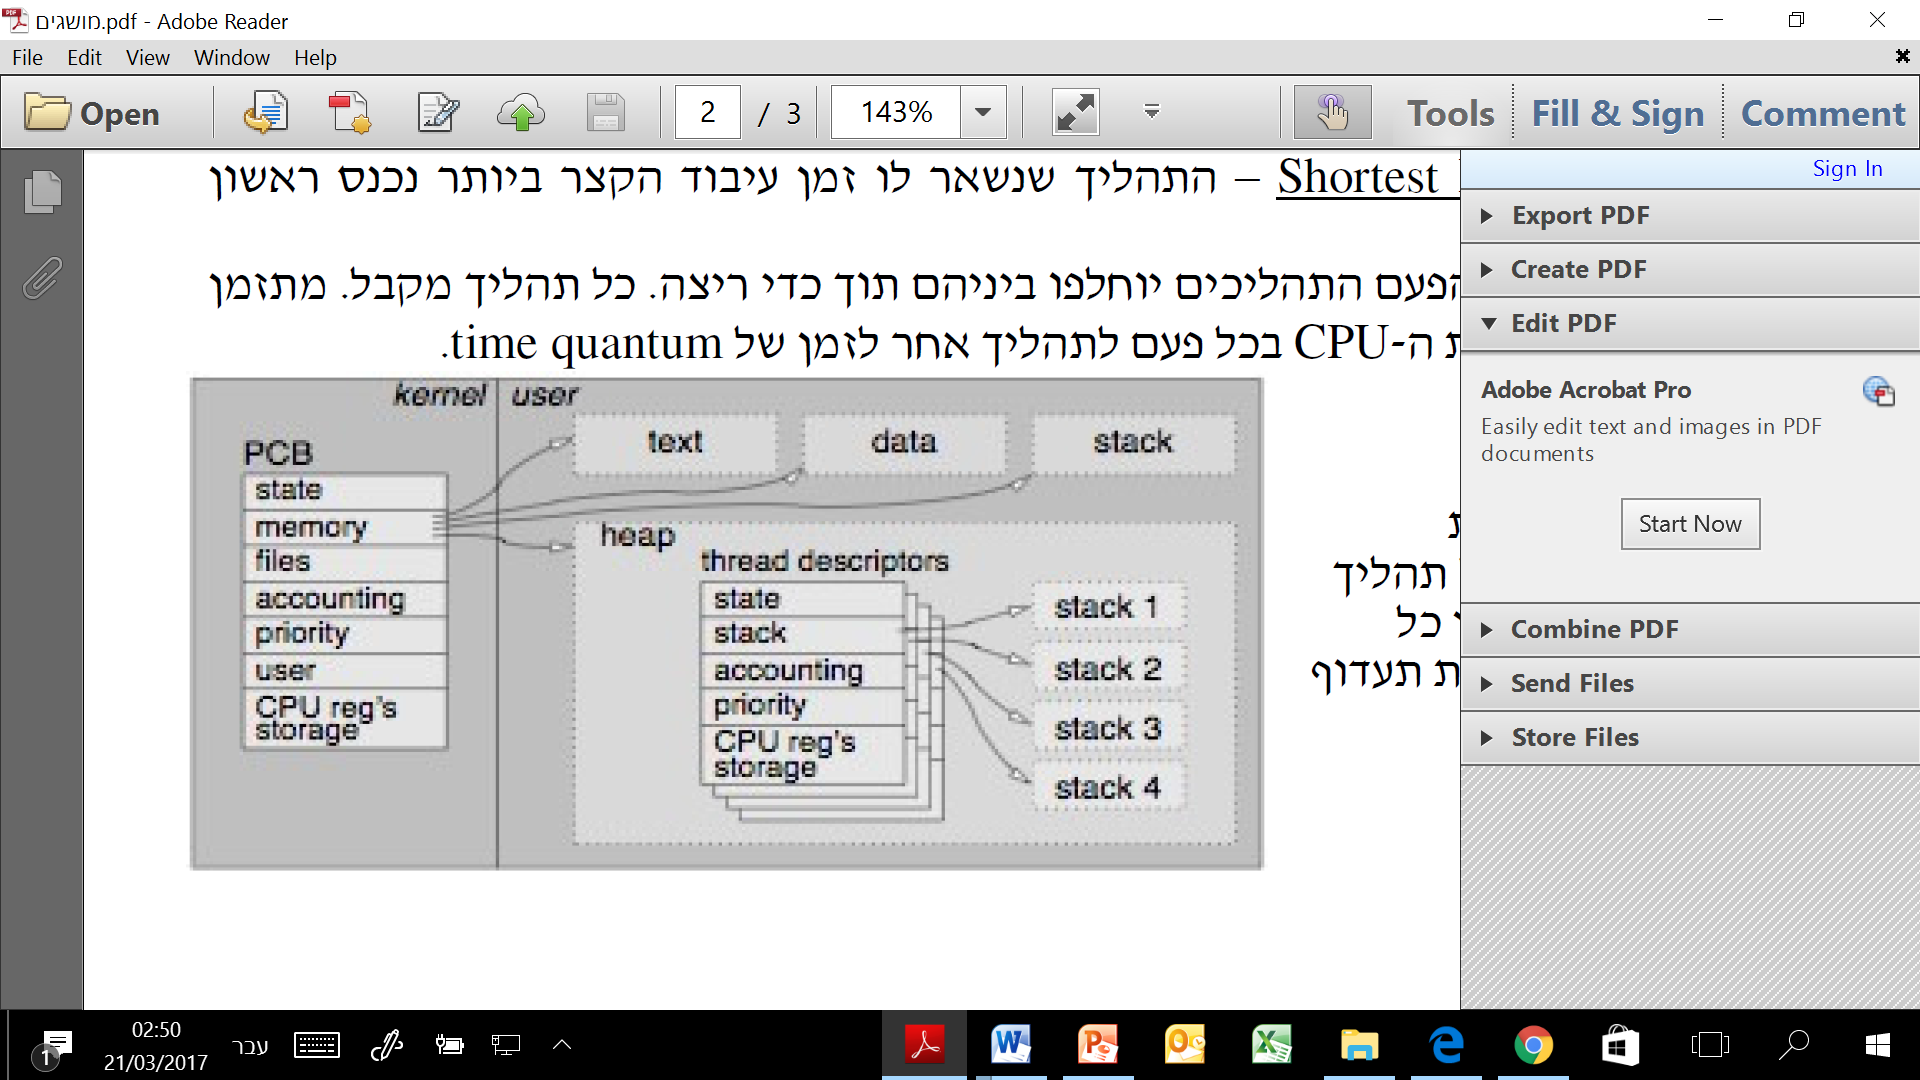 מושגים.pdf - Adobe Reader
File Edit View Window Help
Open 2 / 3 143% Tools Fill & Sign Comment
Shortest – התהליך שנשאר לו זמן עיבוד הקצר ביותר נכנס ראשון
הפעם התהליכים יוחלפו ביניהם תוך כדי ריצה. כל תהליך מקבל. מתזמן
ת ה-CPU בכל פעם לתהליך אחר לזמן של time quantum.
kernel user
PCB
state
memory
files
accounting
priority
user
CPU reg's
storage
text data stack
heap
thread descriptors
state
stack
accounting
priority
CPU reg's
storage
stack 1
stack 2
stack 3
stack 4
ת
תהליך
י כל
ת תעדוף
Sign In
Export PDF
Create PDF
Edit PDF
Adobe Acrobat Pro
Easily edit text and images in PDF
documents
Start Now
Combine PDF
Send Files
Store Files
1
02:50
21/03/2017
עבר